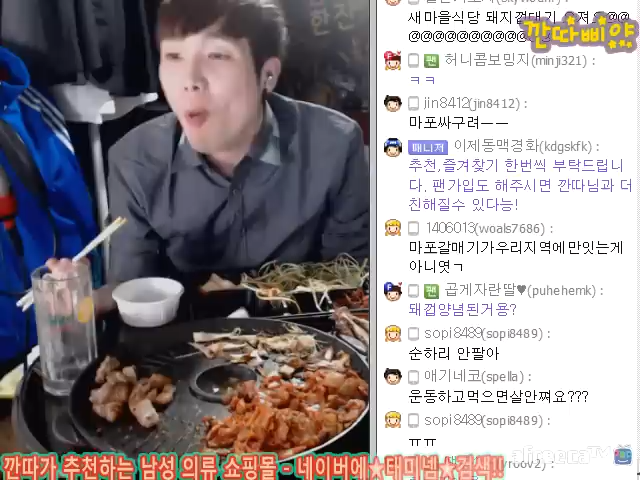 새마을식당 돼지껍데기
깐따삐야
팬 허니콤보밍지(minji321) :
ㅋㅋ
jin8412(jin8412) :
마포싸구려ㅡㅡ
매니저 이제동맥경화(kdgskfk) :
추천,즐겨찾기 한번씩 부탁드립니
다. 팬가입도 해주시면 깐따님과 더
친해질수 있다능!
1406013(woals7686) :
마포갈매기가우리지역에만잇는게
아니엿ㄱ
팬 곱게자란딸♥(puhehemk) :
돼껍양념된거용?
sopi8489(sopi8489) :
순하리 안팔아
애기네코(spella) :
운동하고먹으면살안쪄요???
sopi8489(sopi8489) :
ㅠㅠ
afreecaTV
깐따가 추천하는 남성 의류 쇼핑몰 - 네이버에★태미넴★검색!!